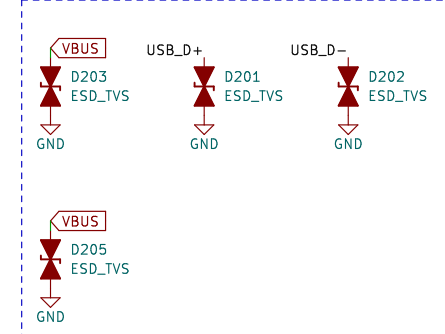 VBUS
USB_D+
USB_D-
D203
ESD_TVS
D201
ESD_TVS
D202
ESD_TVS
GND
GND
GND
VBUS
D205
ESD_TVS
GND